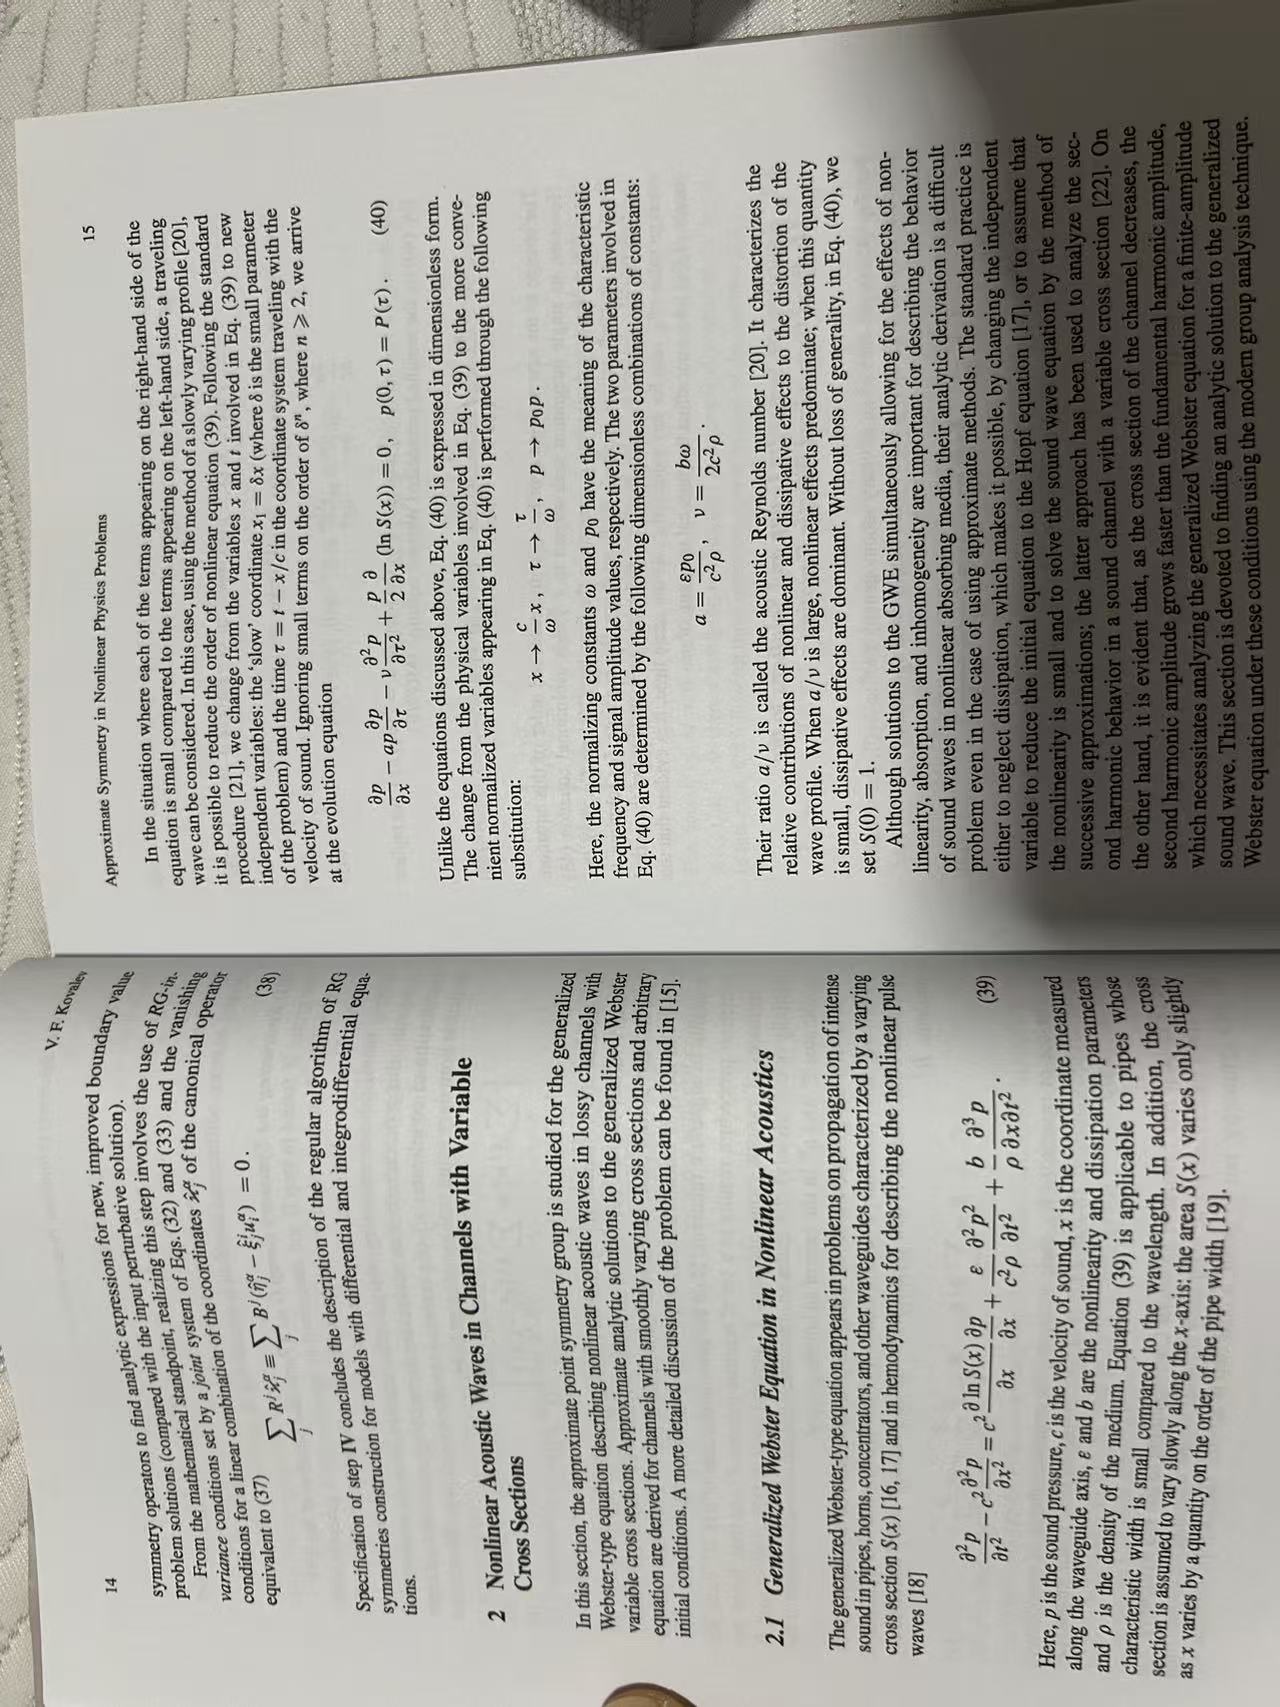 14
V. F. Kovalev
symmetry operators to find analytic expressions for new, improved boundary value
problem solutions (compared with the input perturbative solution).
From the mathematical standpoint, realizing this step involves the use of RG-in-
variance conditions set by a joint system of Eqs. (32) and (33) and the vanishing
conditions for a linear combination of the coordinates ϰ̂_j^α of the canonical operator
equivalent to (37)
∑_j R^j ϰ̂_j^α ≡ ∑_j B^j (η̂_j^α − ξ̂_j^i u_i^α) = 0 . (38)
Specification of step IV concludes the description of the regular algorithm of RG
symmetries construction for models with differential and integrodifferential equa-
tions.
2 Nonlinear Acoustic Waves in Channels with Variable
Cross Sections
In this section, the approximate point symmetry group is studied for the generalized
Webster-type equation describing nonlinear acoustic waves in lossy channels with
variable cross sections. Approximate analytic solutions to the generalized Webster
equation are derived for channels with smoothly varying cross sections and arbitrary
initial conditions. A more detailed discussion of the problem can be found in [15].
2.1 Generalized Webster Equation in Nonlinear Acoustics
The generalized Webster-type equation appears in problems on propagation of intense
sound in pipes, horns, concentrators, and other waveguides characterized by a varying
cross section S(x) [16, 17] and in hemodynamics for describing the nonlinear pulse
waves [18]
∂²p/∂t² − c² ∂²p/∂x² = c² ∂ ln S(x)/∂x ∂p/∂x + ε/c²ρ ∂²p²/∂t² + b/ρ ∂³p/∂x∂t² . (39)
Here, p is the sound pressure, c is the velocity of sound, x is the coordinate measured
along the waveguide axis, ε and b are the nonlinearity and dissipation parameters
and ρ is the density of the medium. Equation (39) is applicable to pipes whose
characteristic width is small compared to the wavelength. In addition, the cross
section is assumed to vary slowly along the x-axis: the area S(x) varies only slightly
as x varies by a quantity on the order of the pipe width [19].
Approximate Symmetry in Nonlinear Physics Problems
15
In the situation where each of the terms appearing on the right-hand side of the
equation is small compared to the terms appearing on the left-hand side, a traveling
wave can be considered. In this case, using the method of a slowly varying profile [20],
it is possible to reduce the order of nonlinear equation (39). Following the standard
procedure [21], we change from the variables x and t involved in Eq. (39) to new
independent variables: the 'slow' coordinate x₁ = δx (where δ is the small parameter
of the problem) and the time τ = t − x/c in the coordinate system traveling with the
velocity of sound. Ignoring small terms on the order of δⁿ, where n ⩾ 2, we arrive
at the evolution equation
∂p/∂x − ap ∂p/∂τ − ν ∂²p/∂τ² + p/2 ∂/∂x (ln S(x)) = 0, p(0, τ) = P(τ) . (40)
Unlike the equations discussed above, Eq. (40) is expressed in dimensionless form.
The change from the physical variables involved in Eq. (39) to the more conve-
nient normalized variables appearing in Eq. (40) is performed through the following
substitution:
x → c/ω x , τ → τ/ω , p → p₀p .
Here, the normalizing constants ω and p₀ have the meaning of the characteristic
frequency and signal amplitude values, respectively. The two parameters involved in
Eq. (40) are determined by the following dimensionless combinations of constants:
a = εp₀/c²ρ , ν = bω/2c²ρ .
Their ratio a/ν is called the acoustic Reynolds number [20]. It characterizes the
relative contributions of nonlinear and dissipative effects to the distortion of the
wave profile. When a/ν is large, nonlinear effects predominate; when this quantity
is small, dissipative effects are dominant. Without loss of generality, in Eq. (40), we
set S(0) = 1.
Although solutions to the GWE simultaneously allowing for the effects of non-
linearity, absorption, and inhomogeneity are important for describing the behavior
of sound waves in nonlinear absorbing media, their analytic derivation is a difficult
problem even in the case of using approximate methods. The standard practice is
either to neglect dissipation, which makes it possible, by changing the independent
variable to reduce the initial equation to the Hopf equation [17], or to assume that
the nonlinearity is small and to solve the sound wave equation by the method of
successive approximations; the latter approach has been used to analyze the sec-
ond harmonic behavior in a sound channel with a variable cross section [22]. On
the other hand, it is evident that, as the cross section of the channel decreases, the
second harmonic amplitude grows faster than the fundamental harmonic amplitude,
which necessitates analyzing the generalized Webster equation for a finite-amplitude
sound wave. This section is devoted to finding an analytic solution to the generalized
Webster equation under these conditions using the modern group analysis technique.